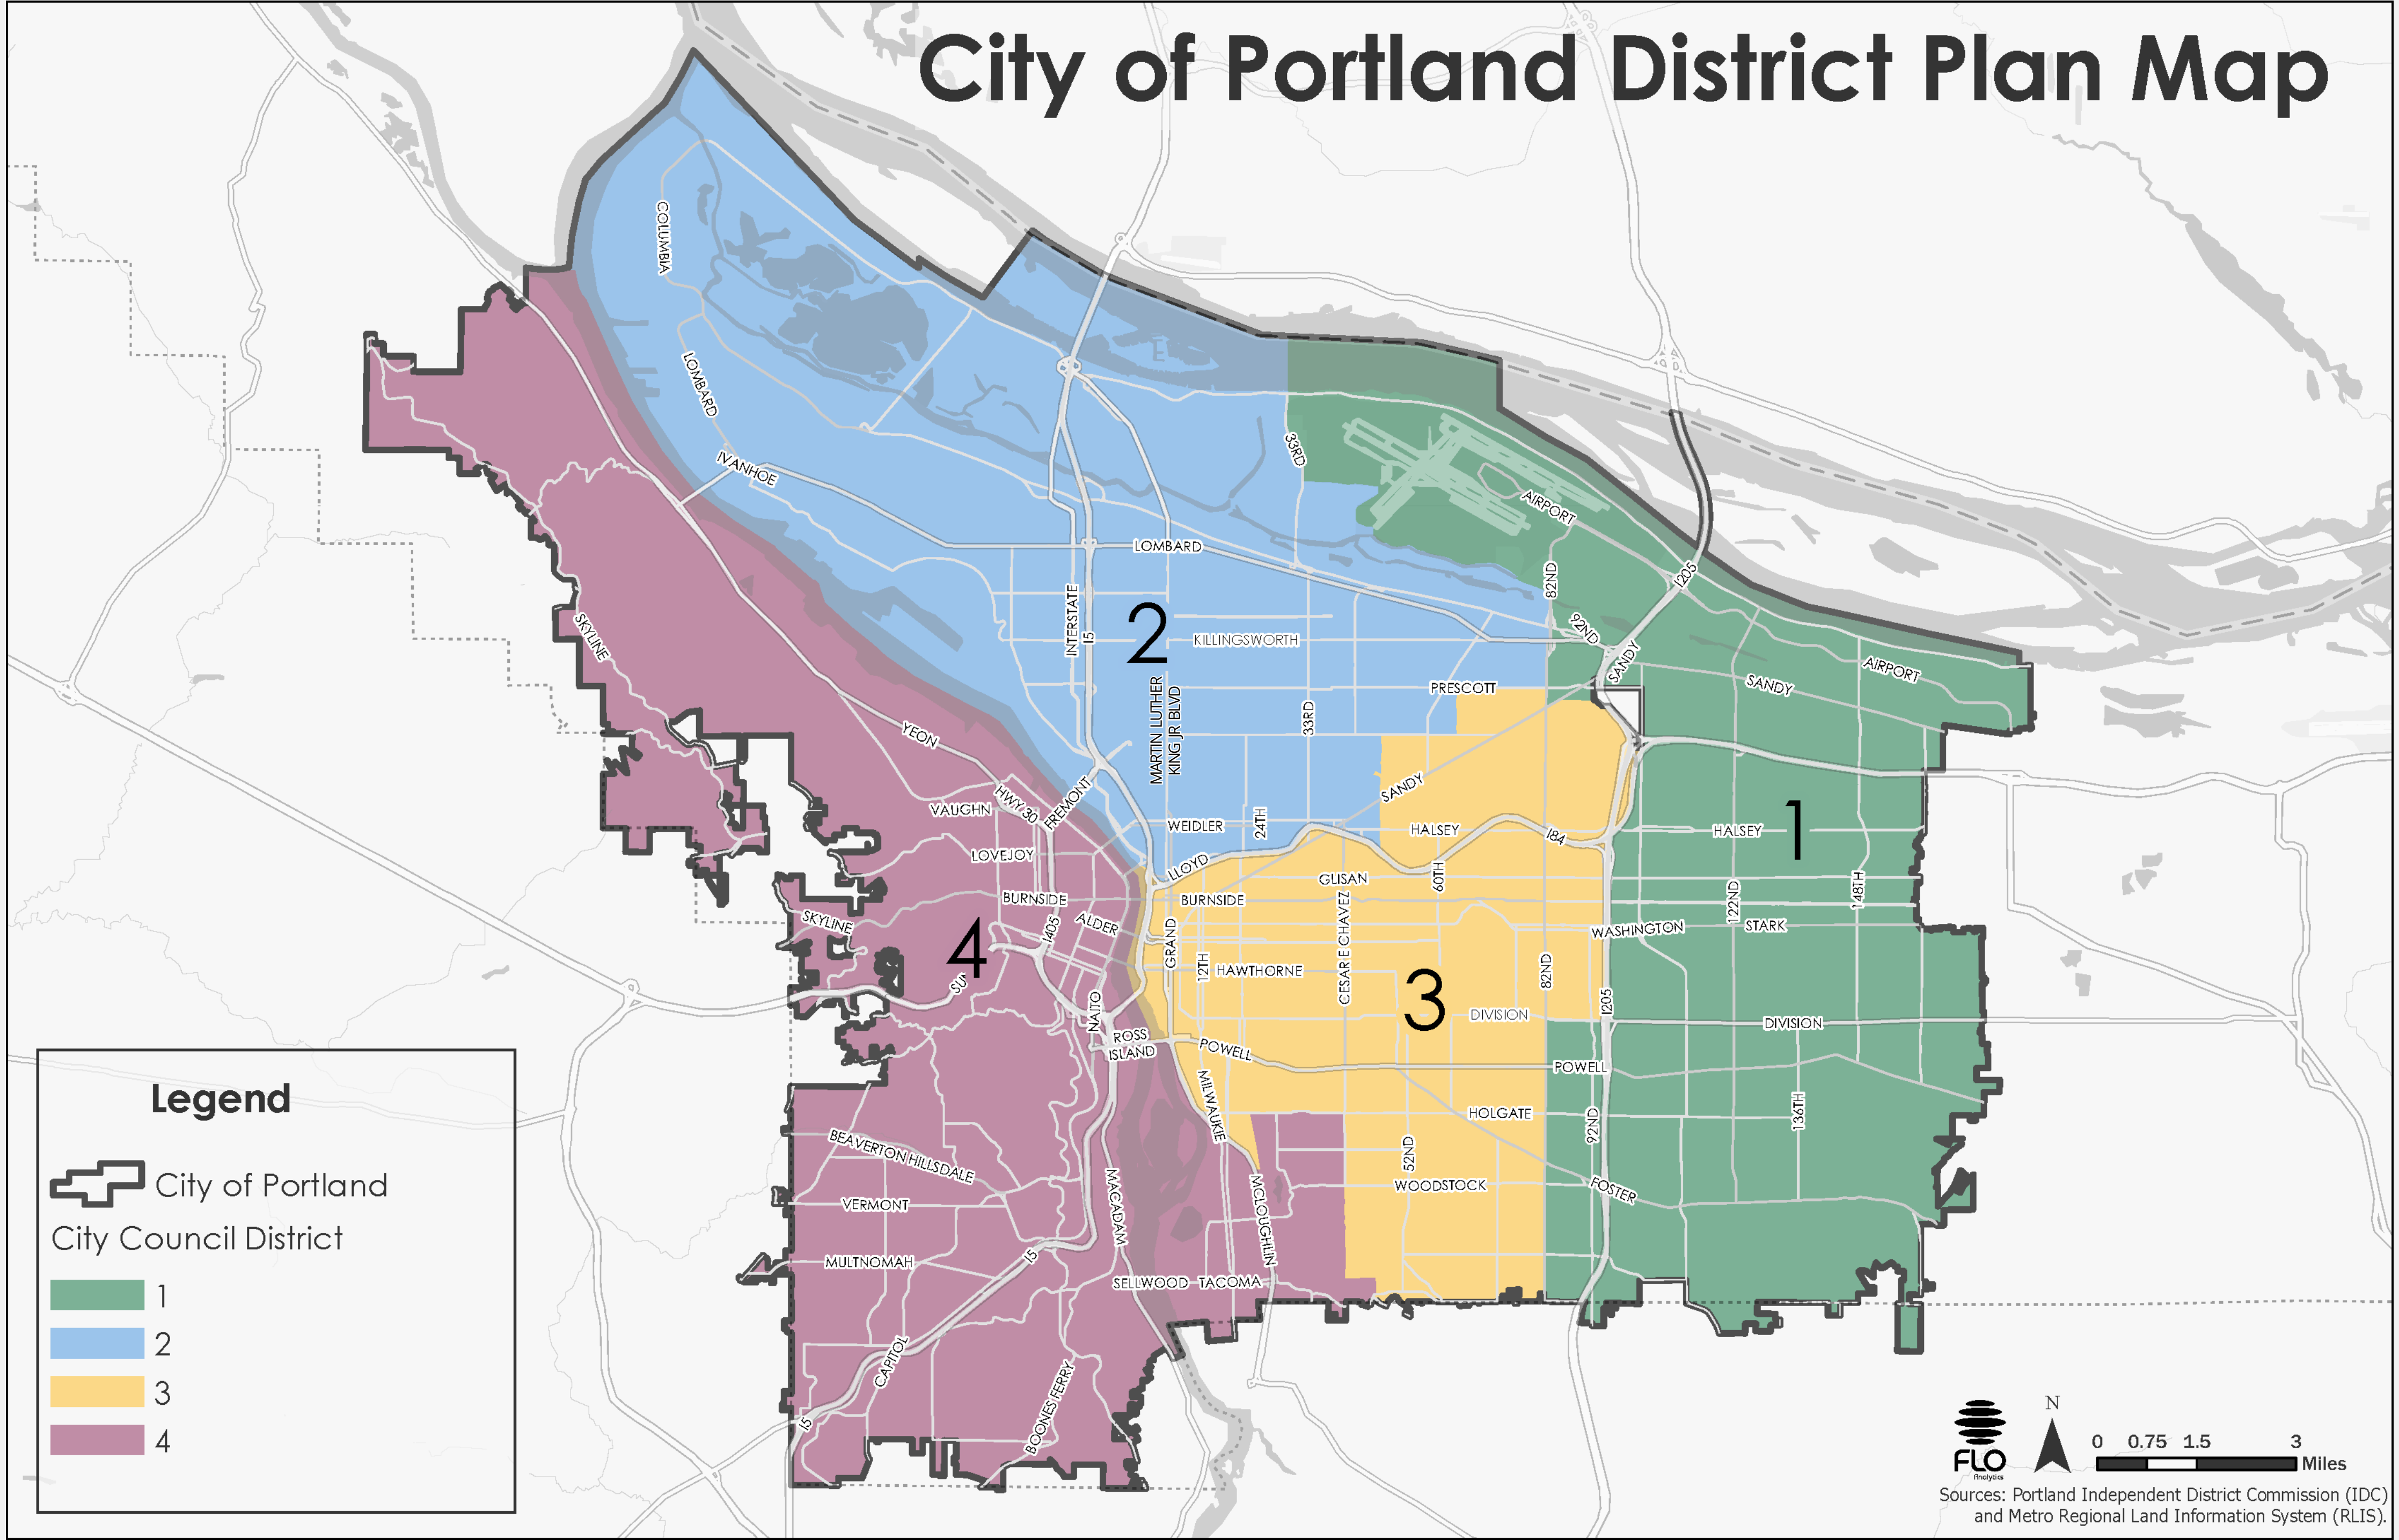 City of Portland District Plan Map
COLUMBIA
LOMBARD
IVANHOE
33RD
AIRPORT
LOMBARD
82ND
I205
INTERSTATE
I5
2
KILLINGSWORTH
92ND
SANDY
SKYLINE
AIRPORT
SANDY
PRESCOTT
MARTIN LUTHER
KING JR BLVD
33RD
YEON
SANDY
HWY 30
FREMONT
VAUGHN
WEIDLER
24TH
HALSEY
I84
HALSEY
1
LOVEJOY
LLOYD
GLISAN
60TH
BURNSIDE
BURNSIDE
122ND
148TH
SKYLINE
I405
ALDER
GRAND
CESAR E CHAVEZ
WASHINGTON
STARK
4
12TH
HAWTHORNE
82ND
SU
3
NAITO
DIVISION
I205
DIVISION
ROSS
ISLAND
POWELL
POWELL
MILWAUKIE
HOLGATE
92ND
136TH
BEAVERTON HILLSDALE
52ND
MACADAM
MCLOUGHLIN
WOODSTOCK
FOSTER
VERMONT
I5
MULTNOMAH
SELLWOOD
TACOMA
CAPITOL
BOONES FERRY
I5
Legend
City of Portland
City Council District
1
2
3
4
FLO
Analytics
N
0 0.75 1.5 3
Miles
Sources: Portland Independent District Commission (IDC)
and Metro Regional Land Information System (RLIS).